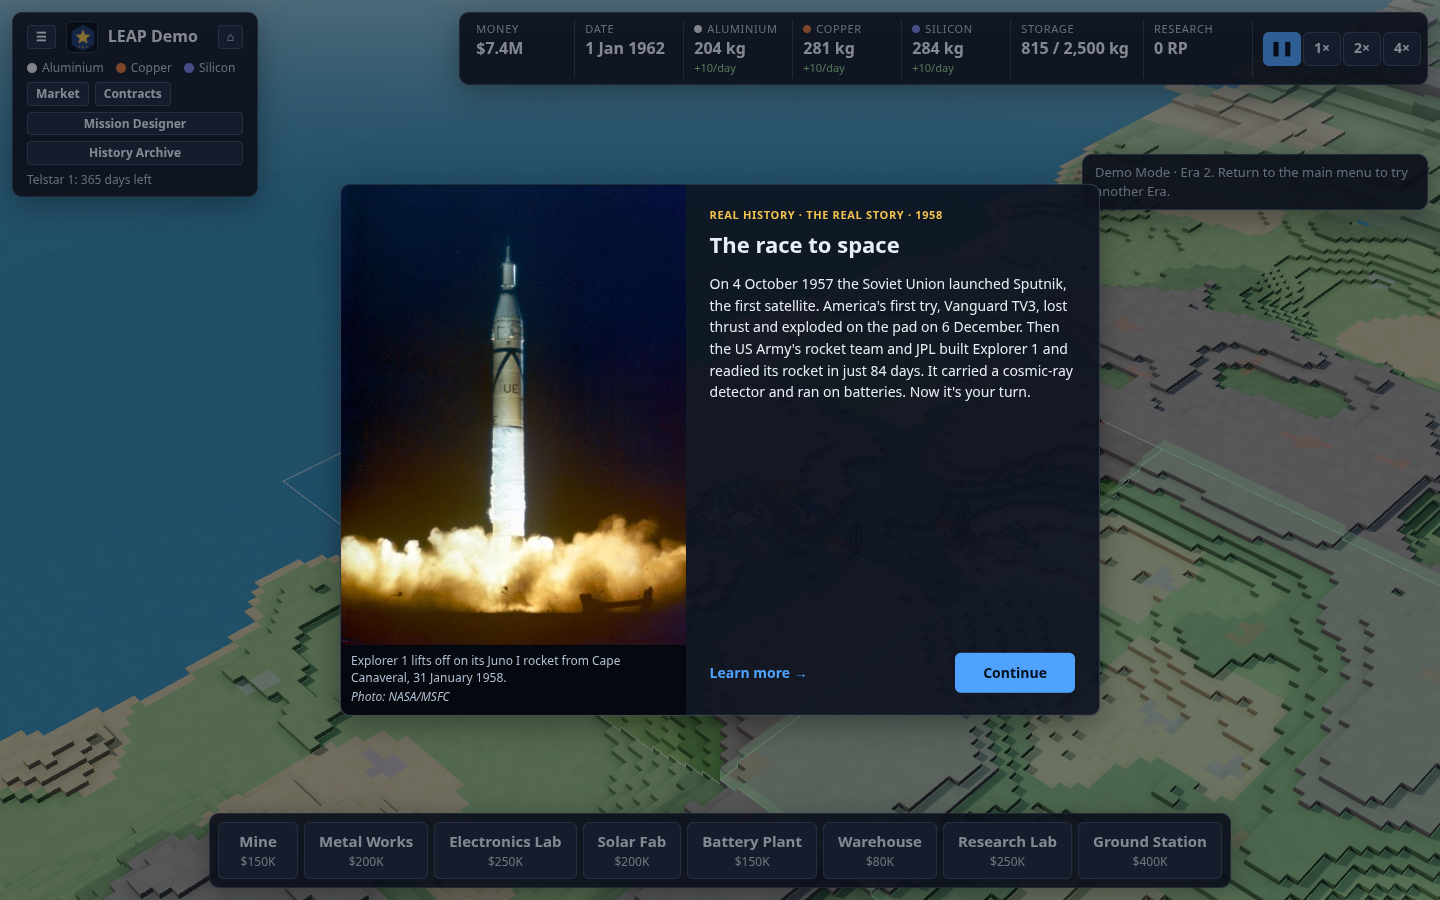 LEAP Demo
Aluminium Copper Silicon
Market Contracts
Mission Designer
History Archive
Telstar 1: 365 days left
MONEY
$7.4M
DATE
1 Jan 1962
ALUMINIUM
204 kg
+10/day
COPPER
281 kg
+10/day
SILICON
284 kg
+10/day
STORAGE
815 / 2,500 kg
RESEARCH
0 RP
1× 2× 4×
Demo Mode · Era 2. Return to the main menu to try
another Era.
REAL HISTORY · THE REAL STORY · 1958
The race to space
On 4 October 1957 the Soviet Union launched Sputnik,
the first satellite. America's first try, Vanguard TV3, lost
thrust and exploded on the pad on 6 December. Then
the US Army's rocket team and JPL built Explorer 1 and
readied its rocket in just 84 days. It carried a cosmic-ray
detector and ran on batteries. Now it's your turn.
UE
Explorer 1 lifts off on its Juno I rocket from Cape
Canaveral, 31 January 1958.
Photo: NASA/MSFC
Learn more →
Continue
Mine
$150K
Metal Works
$200K
Electronics Lab
$250K
Solar Fab
$200K
Battery Plant
$150K
Warehouse
$80K
Research Lab
$250K
Ground Station
$400K